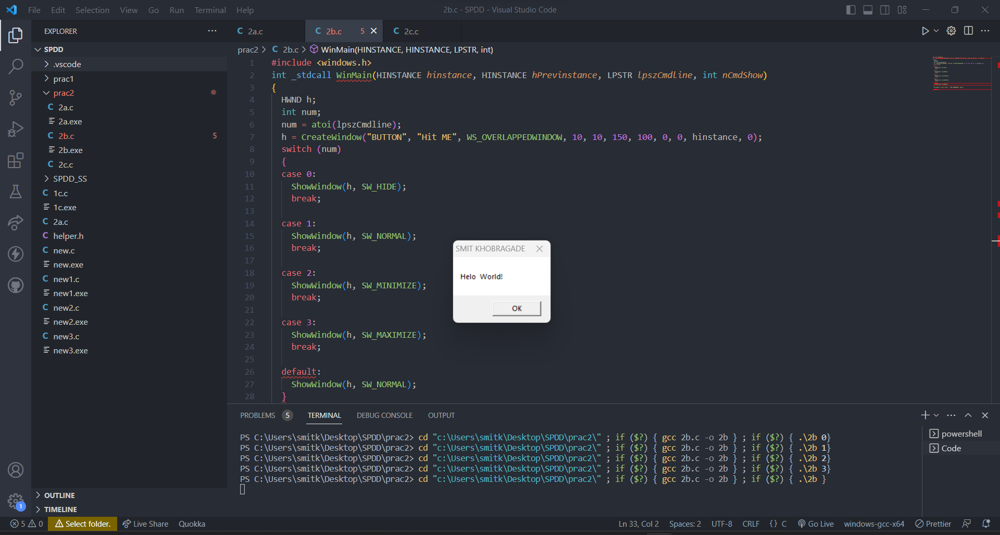 File Edit Selection View Go Run Terminal Help
2b.c - SPDD - Visual Studio Code
EXPLORER
SPDD
.vscode
prac1
prac2
2a.c
2a.exe
2b.c 5
2b.exe
2c.c
SPDD_SS
1c.c
1c.exe
2a.c
helper.h
new.c
new.exe
new1.c
new1.exe
new2.c
new2.exe
new3.c
new3.exe
OUTLINE
TIMELINE
1
2a.c 2b.c 5 2c.c
prac2 > 2b.c > WinMain(HINSTANCE, HINSTANCE, LPSTR, int)
1 #include <windows.h>
2 int _stdcall WinMain(HINSTANCE hinstance, HINSTANCE hPrevinstance, LPSTR lpszCmdline, int nCmdShow)
3 {
4 HWND h;
5 int num;
6 num = atoi(lpszCmdline);
7 h = CreateWindow("BUTTON", "Hit ME", WS_OVERLAPPEDWINDOW, 10, 10, 150, 100, 0, 0, hinstance, 0);
8 switch (num)
9 {
10 case 0:
11 ShowWindow(h, SW_HIDE);
12 break;
13
14 case 1:
15 ShowWindow(h, SW_NORMAL);
16 break;
17
18 case 2:
19 ShowWindow(h, SW_MINIMIZE);
20 break;
21
22 case 3:
23 ShowWindow(h, SW_MAXIMIZE);
24 break;
25
26 default:
27 ShowWindow(h, SW_NORMAL);
28 }
SMIT KHOBRAGADE
Helo World!
OK
PROBLEMS 5 TERMINAL DEBUG CONSOLE OUTPUT
PS C:\Users\smitk\Desktop\SPDD\prac2> cd "c:\Users\smitk\Desktop\SPDD\prac2\" ; if ($?) { gcc 2b.c -o 2b } ; if ($?) { .\2b 0}
PS C:\Users\smitk\Desktop\SPDD\prac2> cd "c:\Users\smitk\Desktop\SPDD\prac2\" ; if ($?) { gcc 2b.c -o 2b } ; if ($?) { .\2b 1}
PS C:\Users\smitk\Desktop\SPDD\prac2> cd "c:\Users\smitk\Desktop\SPDD\prac2\" ; if ($?) { gcc 2b.c -o 2b } ; if ($?) { .\2b 2}
PS C:\Users\smitk\Desktop\SPDD\prac2> cd "c:\Users\smitk\Desktop\SPDD\prac2\" ; if ($?) { gcc 2b.c -o 2b } ; if ($?) { .\2b 3}
PS C:\Users\smitk\Desktop\SPDD\prac2> cd "c:\Users\smitk\Desktop\SPDD\prac2\" ; if ($?) { gcc 2b.c -o 2b } ; if ($?) { .\2b }
powershell
Code
5 0 Select folder. Live Share Quokka
Ln 33, Col 2 Spaces: 2 UTF-8 CRLF {} C Go Live windows-gcc-x64 Prettier